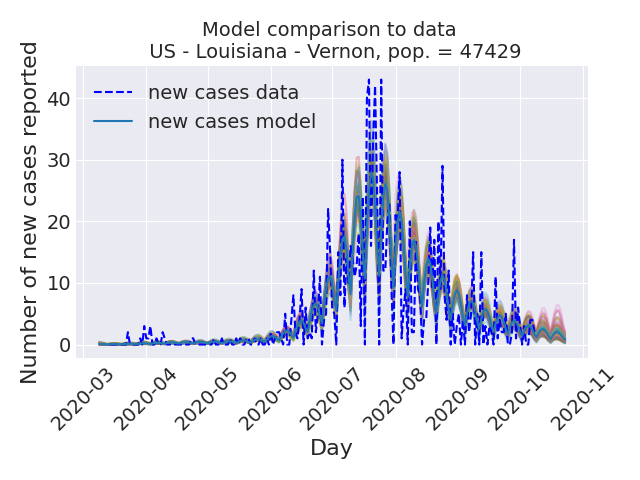 Model comparison to data
US - Louisiana - Vernon, pop. = 47429
Number of new cases reported
40
30
20
10
0
new cases data
new cases model
2020-03
2020-04
2020-05
2020-06
2020-07
2020-08
2020-09
2020-10
2020-11
Day